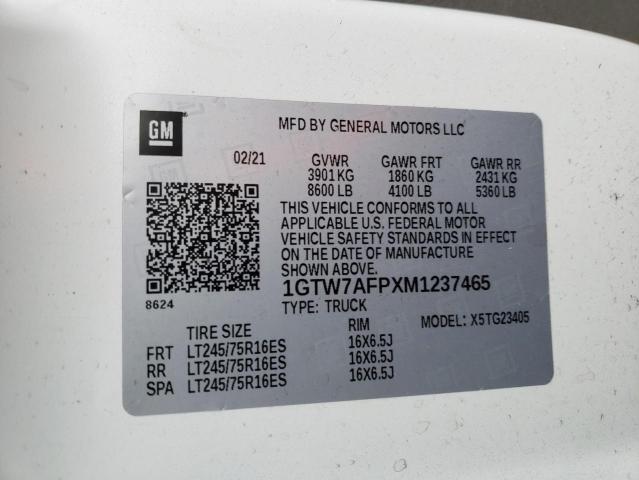 GM
MFD BY GENERAL MOTORS LLC
02/21 GVWR GAWR FRT GAWR RR
3901 KG 1860 KG 2431 KG
8600 LB 4100 LB 5360 LB
THIS VEHICLE CONFORMS TO ALL
APPLICABLE U.S. FEDERAL MOTOR
VEHICLE SAFETY STANDARDS IN EFFECT
ON THE DATE OF MANUFACTURE
SHOWN ABOVE.
1GTW7AFPXM1237465
8624
TYPE: TRUCK MODEL: X5TG23405
TIRE SIZE RIM
FRT LT245/75R16ES 16X6.5J
RR LT245/75R16ES 16X6.5J
SPA LT245/75R16ES 16X6.5J